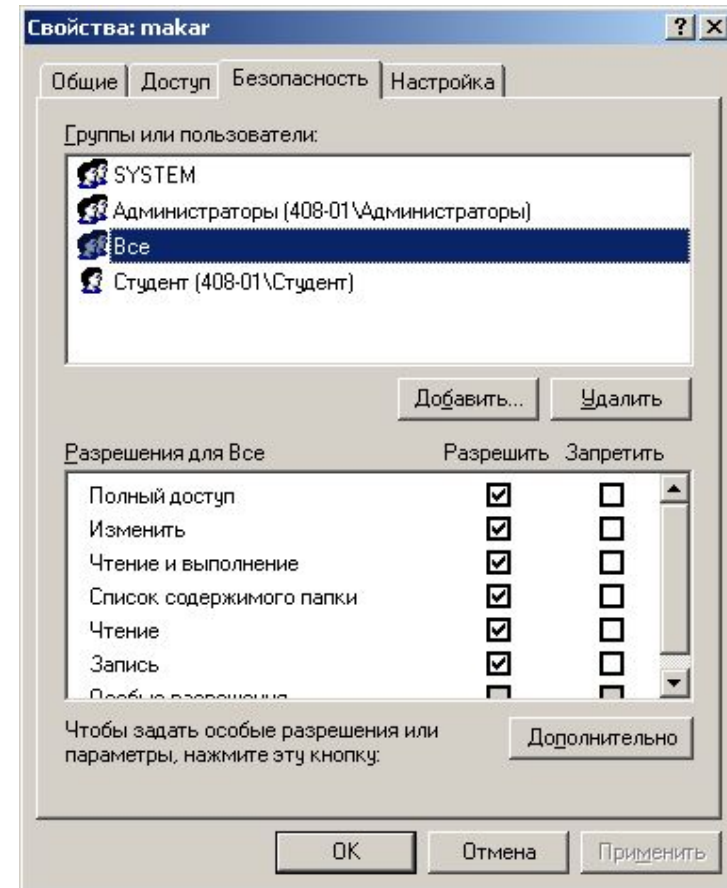 Свойства: makar
Общие Доступ Безопасность Настройка
Группы или пользователи:
SYSTEM
Администраторы (408-01\Администраторы)
Все
Студент (408-01\Студент)
Добавить... Удалить
Разрешения для Все Разрешить Запретить
Полный доступ
Изменить
Чтение и выполнение
Список содержимого папки
Чтение
Запись
Особые разрешения
Чтобы задать особые разрешения или
параметры, нажмите эту кнопку:
Дополнительно
OK Отмена Применить